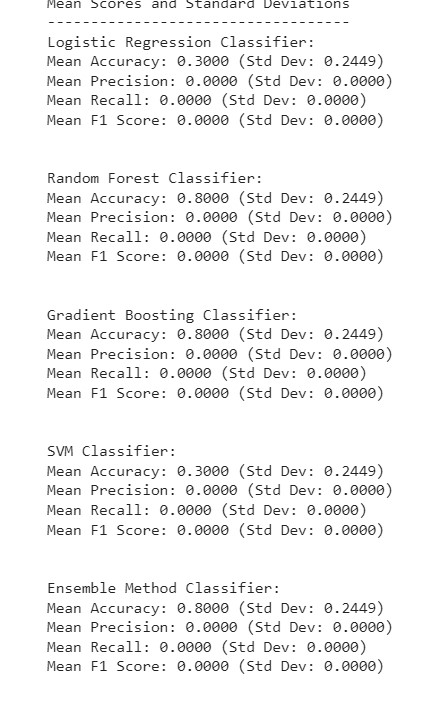 Mean Scores and Standard Deviations
-----------------------------------
Logistic Regression Classifier:
Mean Accuracy: 0.3000 (Std Dev: 0.2449)
Mean Precision: 0.0000 (Std Dev: 0.0000)
Mean Recall: 0.0000 (Std Dev: 0.0000)
Mean F1 Score: 0.0000 (Std Dev: 0.0000)
Random Forest Classifier:
Mean Accuracy: 0.8000 (Std Dev: 0.2449)
Mean Precision: 0.0000 (Std Dev: 0.0000)
Mean Recall: 0.0000 (Std Dev: 0.0000)
Mean F1 Score: 0.0000 (Std Dev: 0.0000)
Gradient Boosting Classifier:
Mean Accuracy: 0.8000 (Std Dev: 0.2449)
Mean Precision: 0.0000 (Std Dev: 0.0000)
Mean Recall: 0.0000 (Std Dev: 0.0000)
Mean F1 Score: 0.0000 (Std Dev: 0.0000)
SVM Classifier:
Mean Accuracy: 0.3000 (Std Dev: 0.2449)
Mean Precision: 0.0000 (Std Dev: 0.0000)
Mean Recall: 0.0000 (Std Dev: 0.0000)
Mean F1 Score: 0.0000 (Std Dev: 0.0000)
Ensemble Method Classifier:
Mean Accuracy: 0.8000 (Std Dev: 0.2449)
Mean Precision: 0.0000 (Std Dev: 0.0000)
Mean Recall: 0.0000 (Std Dev: 0.0000)
Mean F1 Score: 0.0000 (Std Dev: 0.0000)